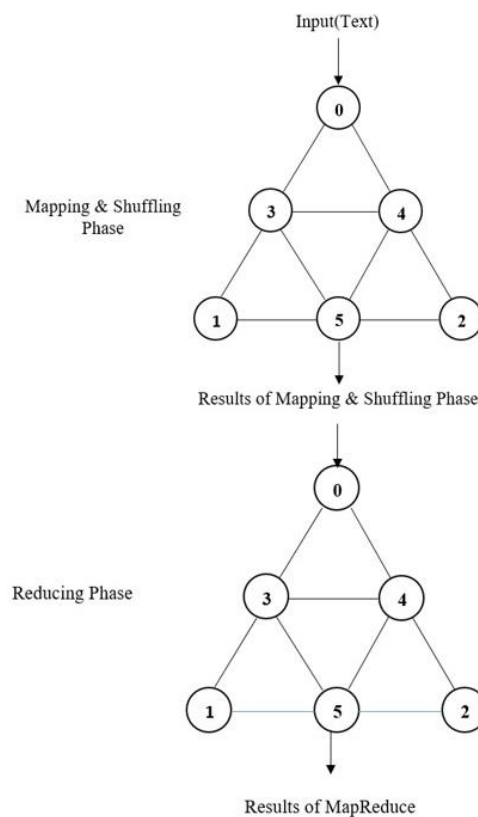 Input(Text)
0
Mapping & Shuffling
Phase
3
4
1
5
2
Results of Mapping & Shuffling Phase
0
Reducing Phase
3
4
1
5
2
Results of MapReduce